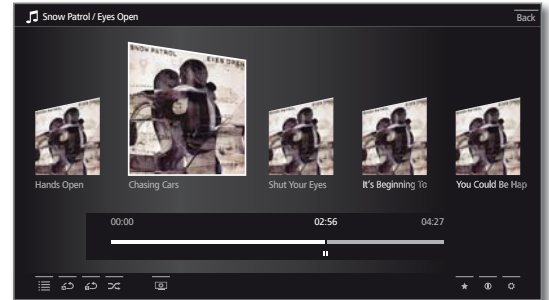 Snow Patrol / Eyes Open
Back
SNOW PATROL EYES OPEN
Hands Open
Chasing Cars
Shut Your Eyes
It's Beginning To
You Could Be Hap
00:00
02:56
04:27